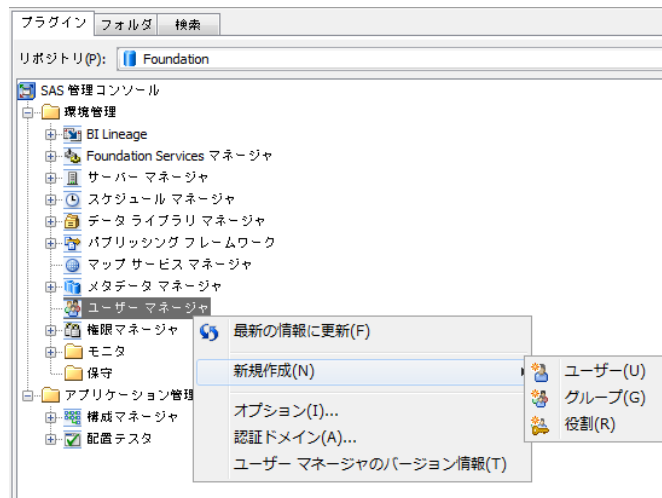 プラグイン フォルダ 検索
リポジトリ(P): Foundation
SAS 管理コンソール
環境管理
BI Lineage
Foundation Services マネージャ
サーバー マネージャ
スケジュール マネージャ
データ ライブラリ マネージャ
パブリッシング フレームワーク
マップ サービス マネージャ
メタデータ マネージャ
ユーザー マネージャ
権限マネージャ
モニタ
保守
アプリケーション管理
構成マネージャ
配置テスタ
最新の情報に更新(F)
新規作成(N)
オプション(I)...
認証ドメイン(A)...
ユーザー マネージャのバージョン情報(T)
ユーザー(U)
グループ(G)
役割(R)